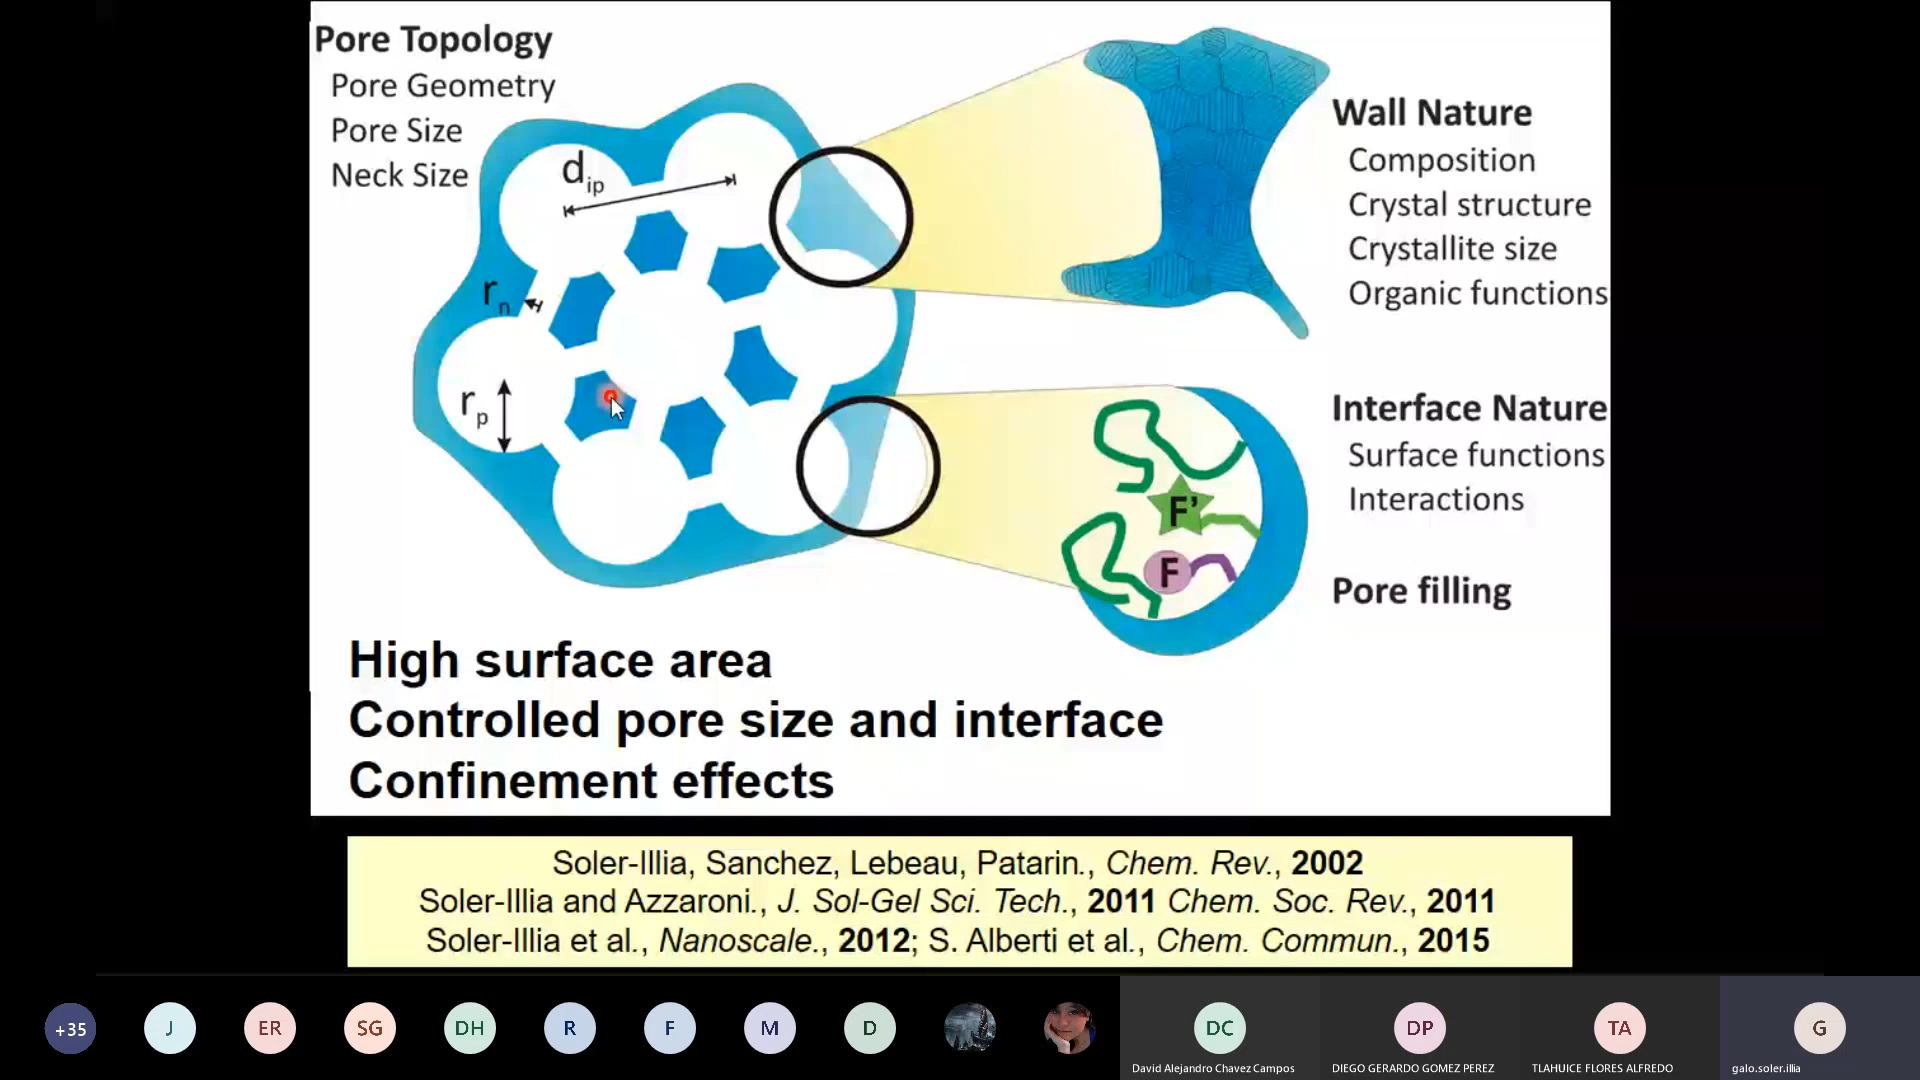 Pore Topology
Pore Geometry
Pore Size
Neck Size
d ip
r n
r p
Wall Nature
Composition
Crystal structure
Crystallite size
Organic functions
Interface Nature
Surface functions
Interactions
Pore filling
F’
F
High surface area
Controlled pore size and interface
Confinement effects
Soler-Illia, Sanchez, Lebeau, Patarin., Chem. Rev., 2002
Soler-Illia and Azzaroni., J. Sol-Gel Sci. Tech., 2011 Chem. Soc. Rev., 2011
Soler-Illia et al., Nanoscale., 2012; S. Alberti et al., Chem. Commun., 2015
+35 J ER SG DH R F M D DC DP TA G
David Alejandro Chavez Campos DIEGO GERARDO GOMEZ PEREZ TLAHUICE FLORES ALFREDO galo.soler.illia